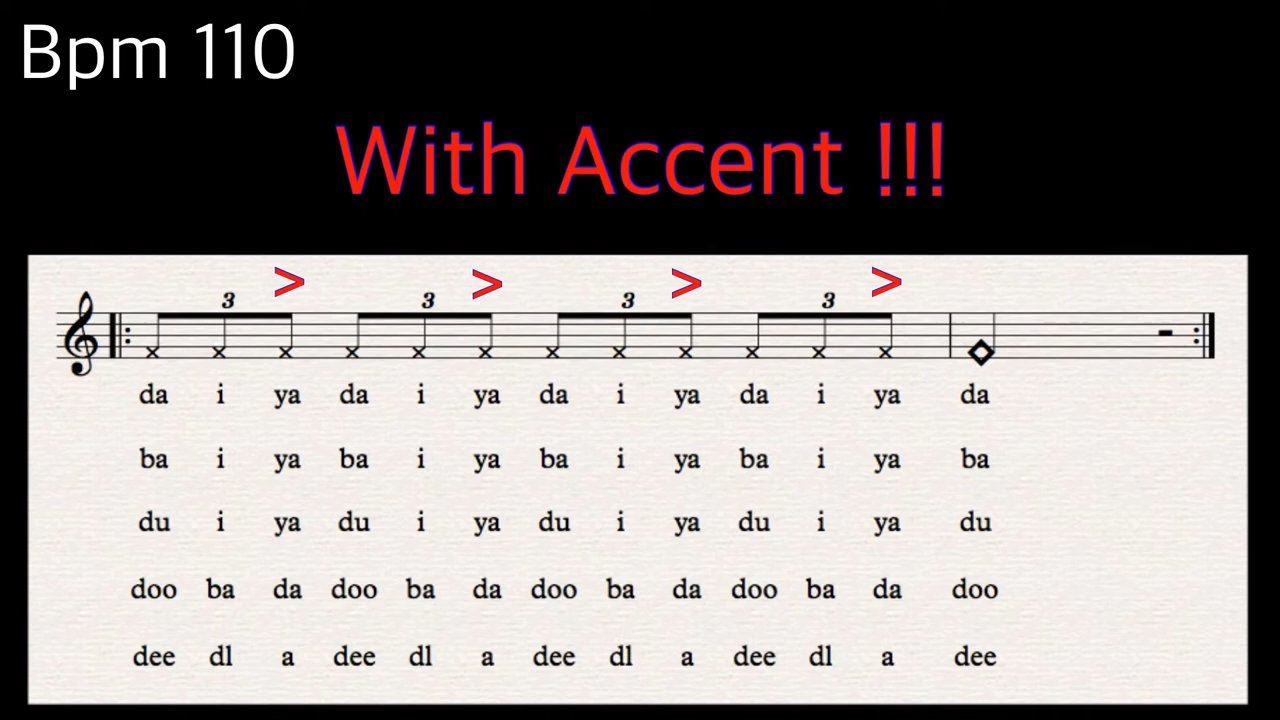 Bpm 110
With Accent !!!
> > > >
3 3 3 3
da i ya da i ya da i ya da i ya da
ba i ya ba i ya ba i ya ba i ya ba
du i ya du i ya du i ya du i ya du
doo ba da doo ba da doo ba da doo ba da doo
dee dl a dee dl a dee dl a dee dl a dee